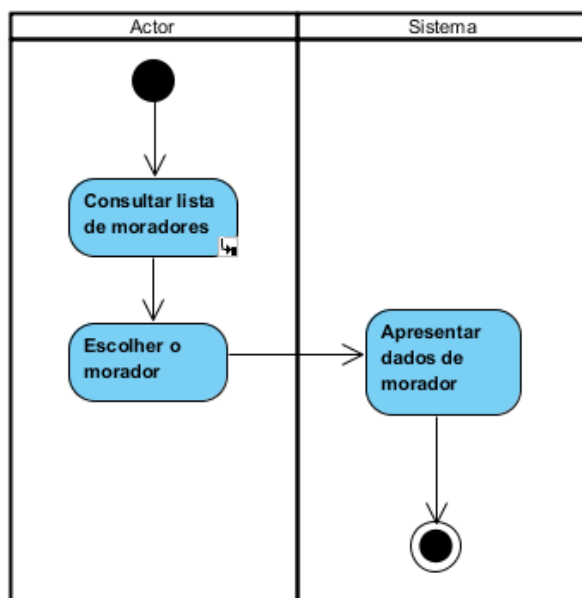 Actor
Sistema
Consultar lista
de moradores
Escolher o
morador
Apresentar
dados de
morador